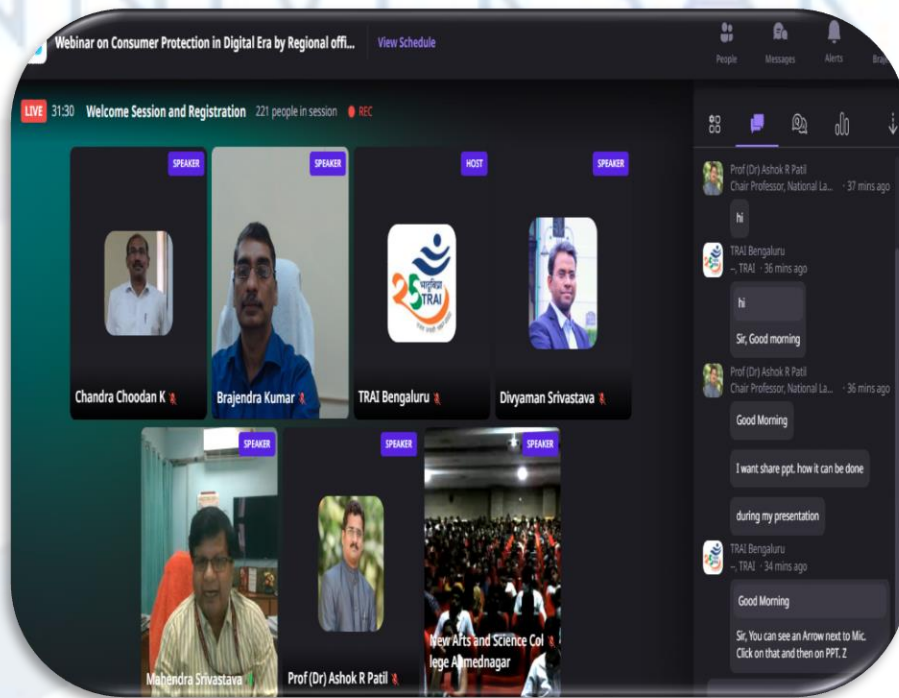 Webinar on Consumer Protection in Digital Era by Regional offi...
View Schedule
People
Messages
Alerts
LIVE 31:30 Welcome Session and Registration 221 people in session REC
SPEAKER
SPEAKER
HOST
SPEAKER
भादूविप्रा
25
TRAI
Chandra Choodan K
Brajendra Kumar
TRAI Bengaluru
Divyaman Srivastava
SPEAKER
SPEAKER
SPEAKER
Mahendra Srivastava
Prof (Dr) Ashok R Patil
New Arts and Science Col
lege Ahmednagar
Prof (Dr) Ashok R Patil
Chair Professor, National La... · 37 mins ago
hi
TRAI Bengaluru
–, TRAI · 36 mins ago
hi
Sir, Good morning
Prof (Dr) Ashok R Patil
Chair Professor, National La... · 36 mins ago
Good Morning
I want share ppt. how it can be done
during my presentation
TRAI Bengaluru
–, TRAI · 34 mins ago
Good Morning
Sir, You can see an Arrow next to Mic.
Click on that and then on PPT. Z